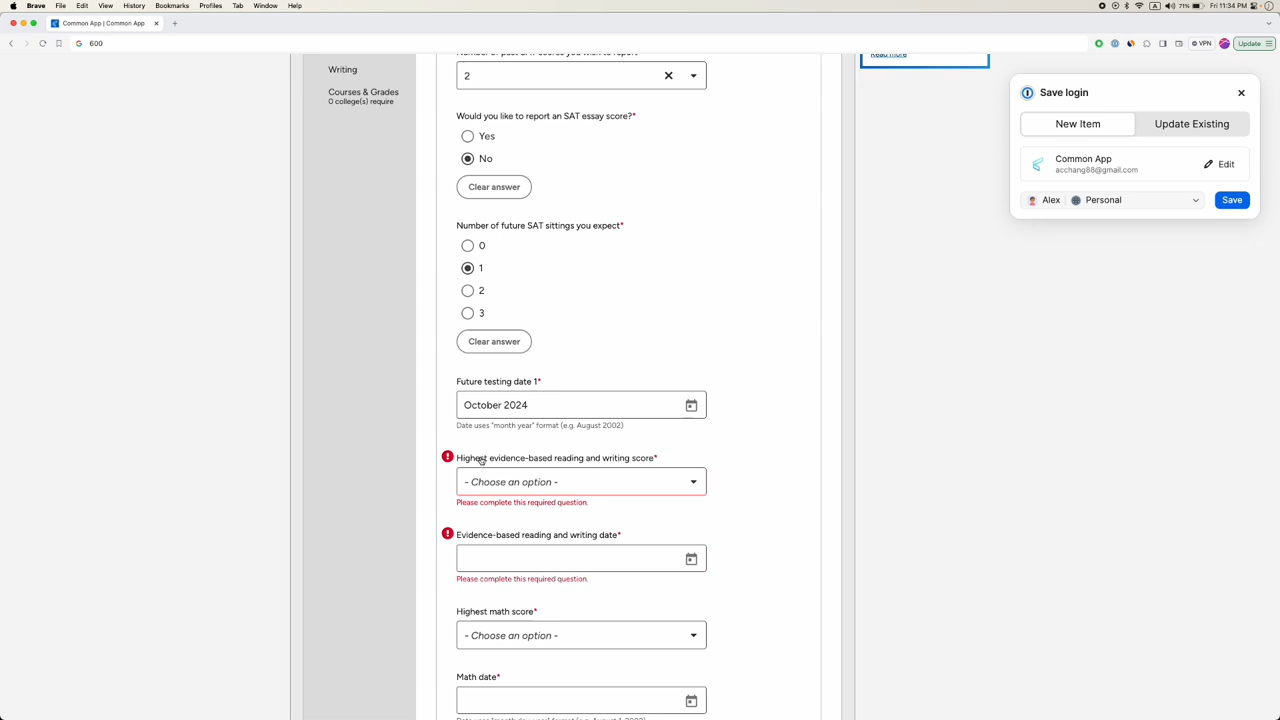 Brave File Edit View History Bookmarks Profiles Tab Window Help
71% Fri 11:34 PM
Common App | Common App
600
VPN
Update
Writing
Courses & Grades
0 college(s) require
2
Would you like to report an SAT essay score?*
Yes
No
Clear answer
Number of future SAT sittings you expect*
0
1
2
3
Clear answer
Future testing date 1*
October 2024
Date uses "month year" format (e.g. August 2002)
Highest evidence-based reading and writing score*
- Choose an option -
Please complete this required question.
Evidence-based reading and writing date*
Please complete this required question.
Highest math score*
- Choose an option -
Math date*
Read more
Save login
New Item Update Existing
Common App
acchang88@gmail.com
Edit
Alex Personal
Save